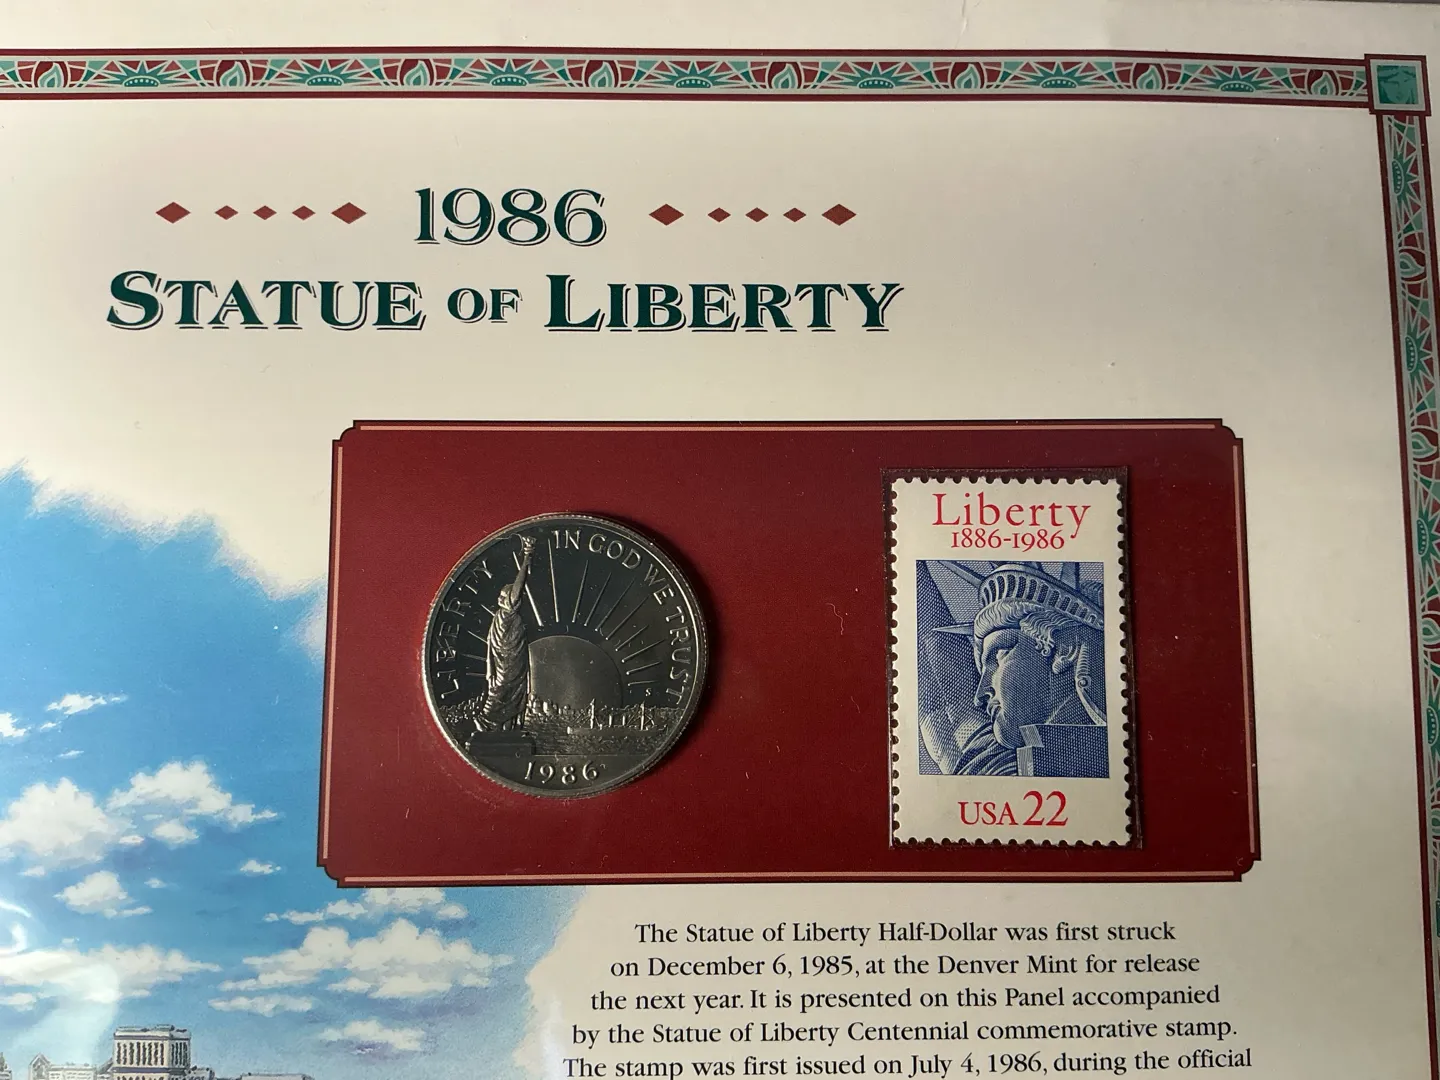 1986
STATUE OF LIBERTY
LIBERTY
IN GOD WE TRUST
S
1986
Liberty
1886-1986
USA 22
The Statue of Liberty Half-Dollar was first struck
on December 6, 1985, at the Denver Mint for release
the next year. It is presented on this Panel accompanied
by the Statue of Liberty Centennial commemorative stamp.
The stamp was first issued on July 4, 1986, during the official